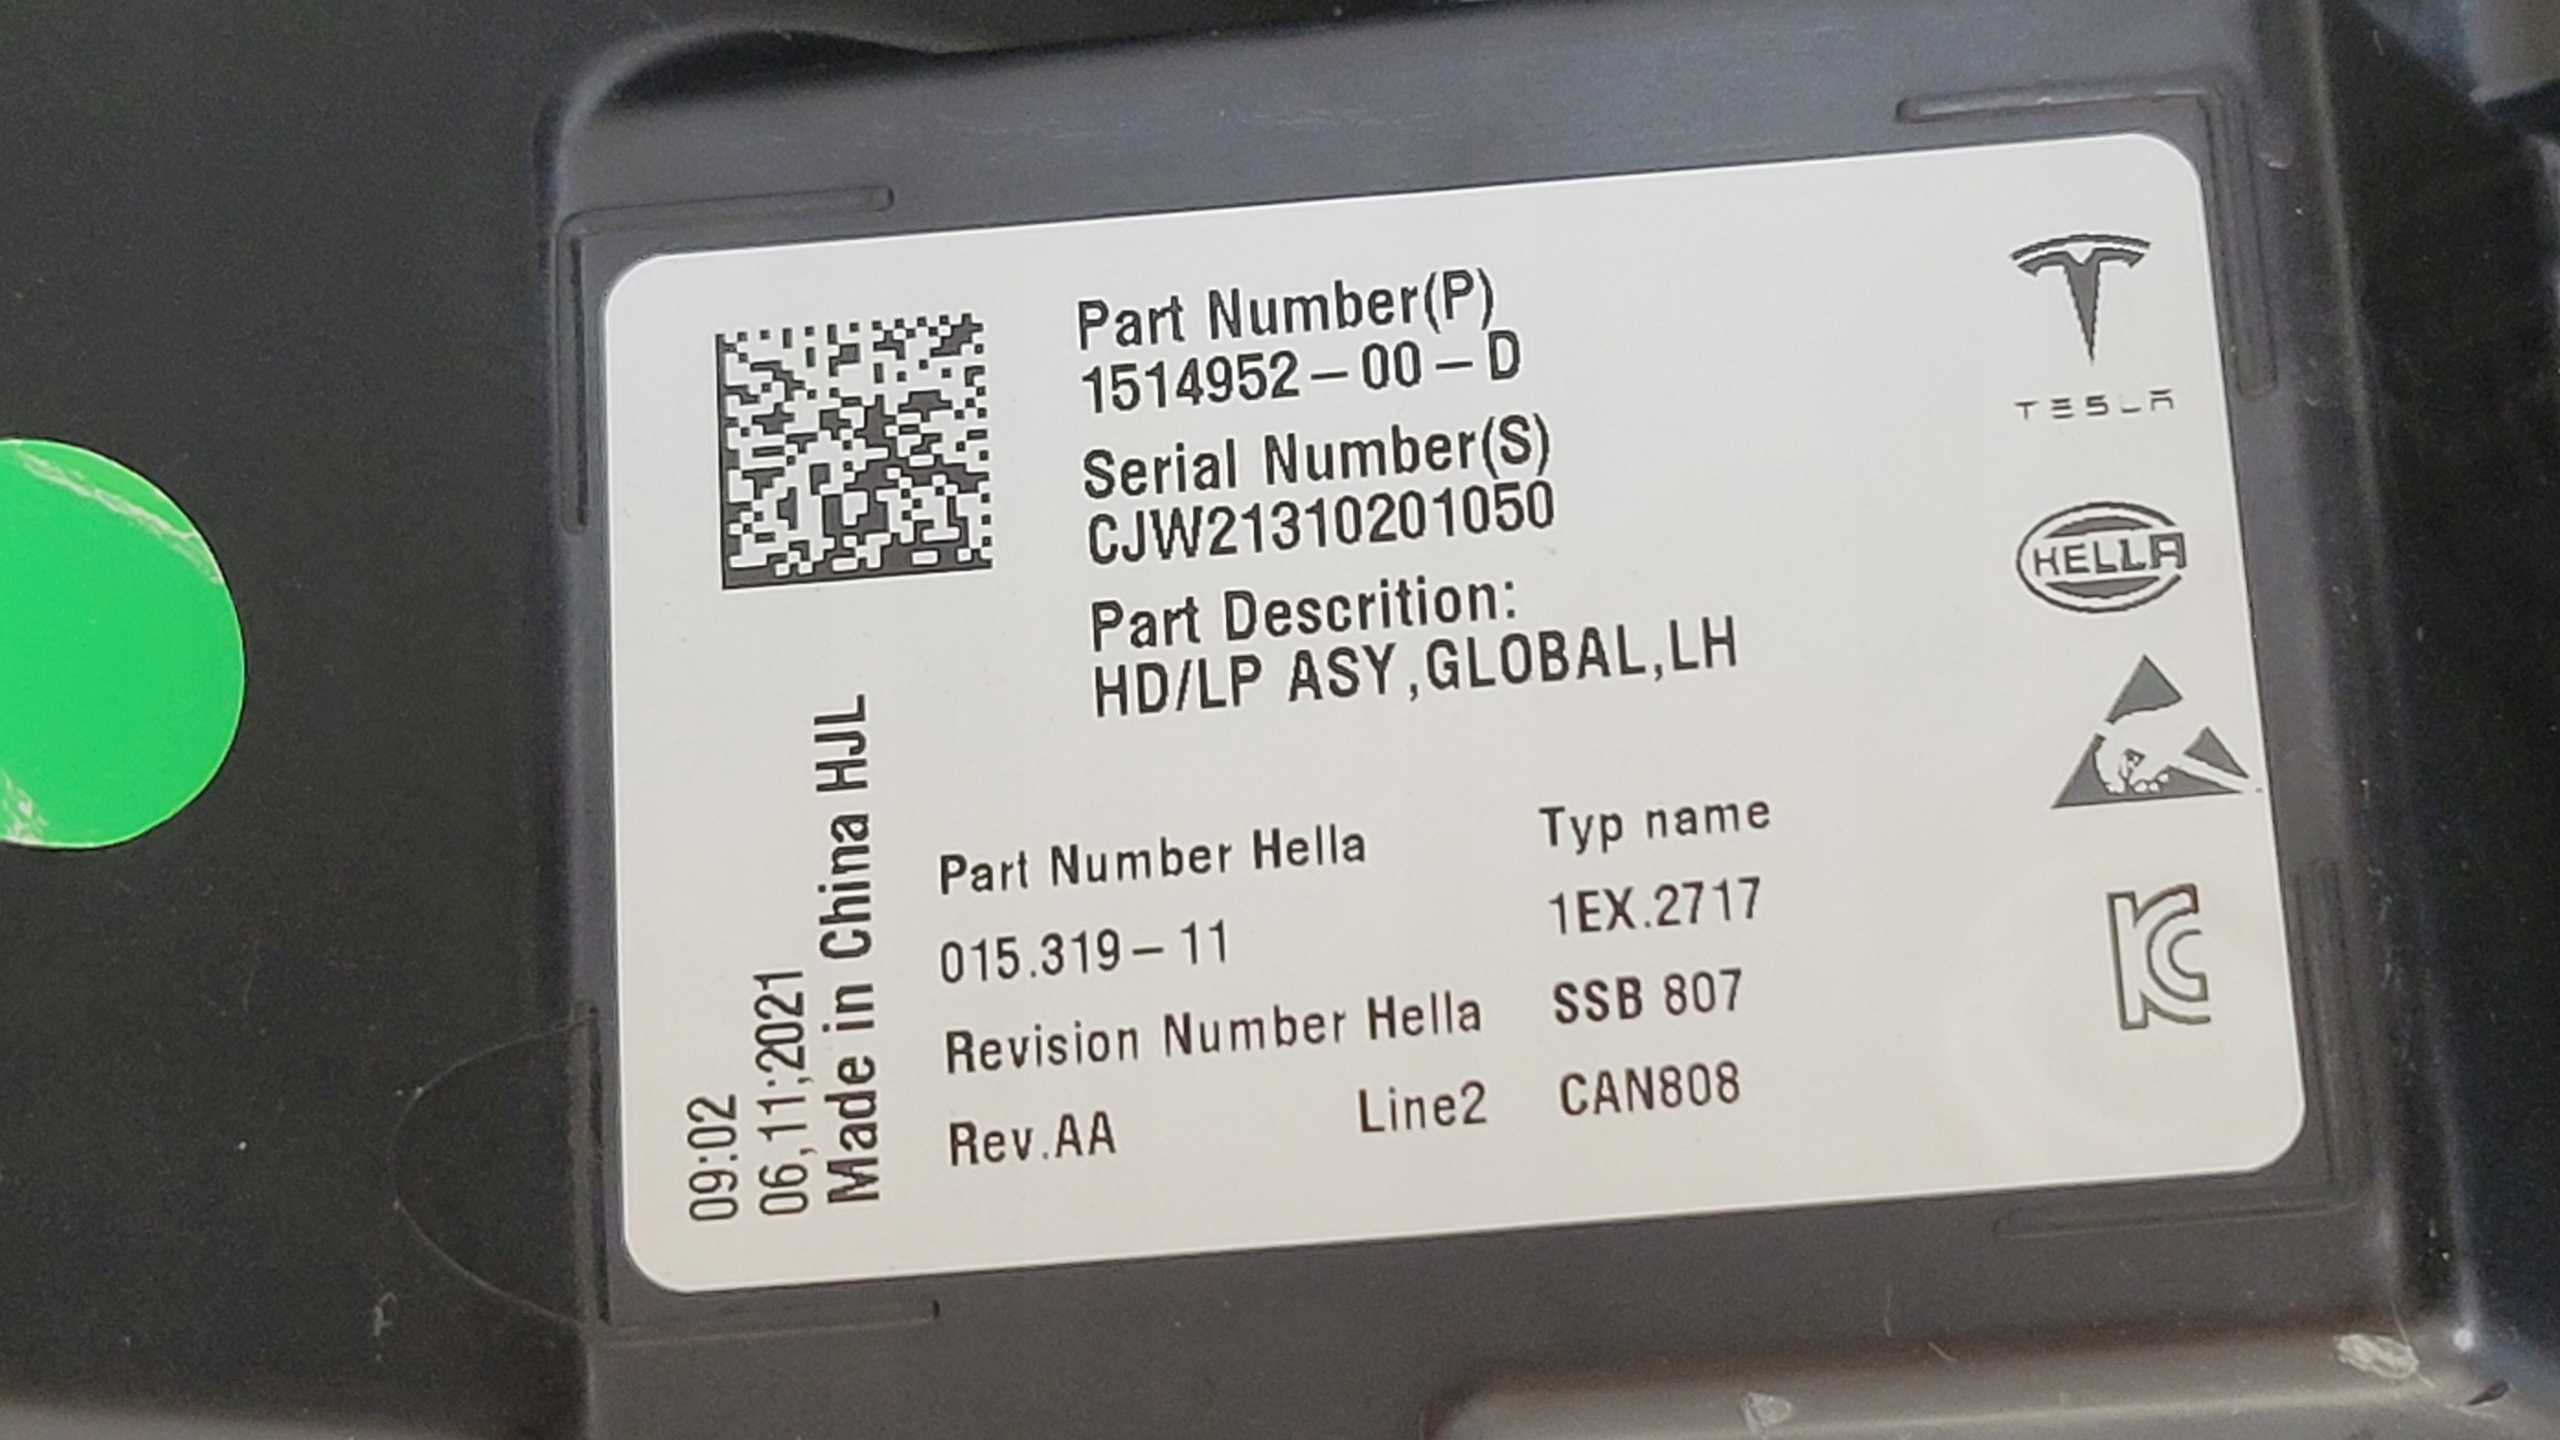 Part Number(P)
1514952-00-D
Serial Number(S)
CJW21310201050
Part Descrition:
HD/LP ASY,GLOBAL,LH
TESLA
HELLA
Part Number Hella
015.319-11
Revision Number Hella
Rev.AA
Line2
Typ name
1EX.2717
SSB 807
CAN808
09:02
06,11;2021
Made in China HJL